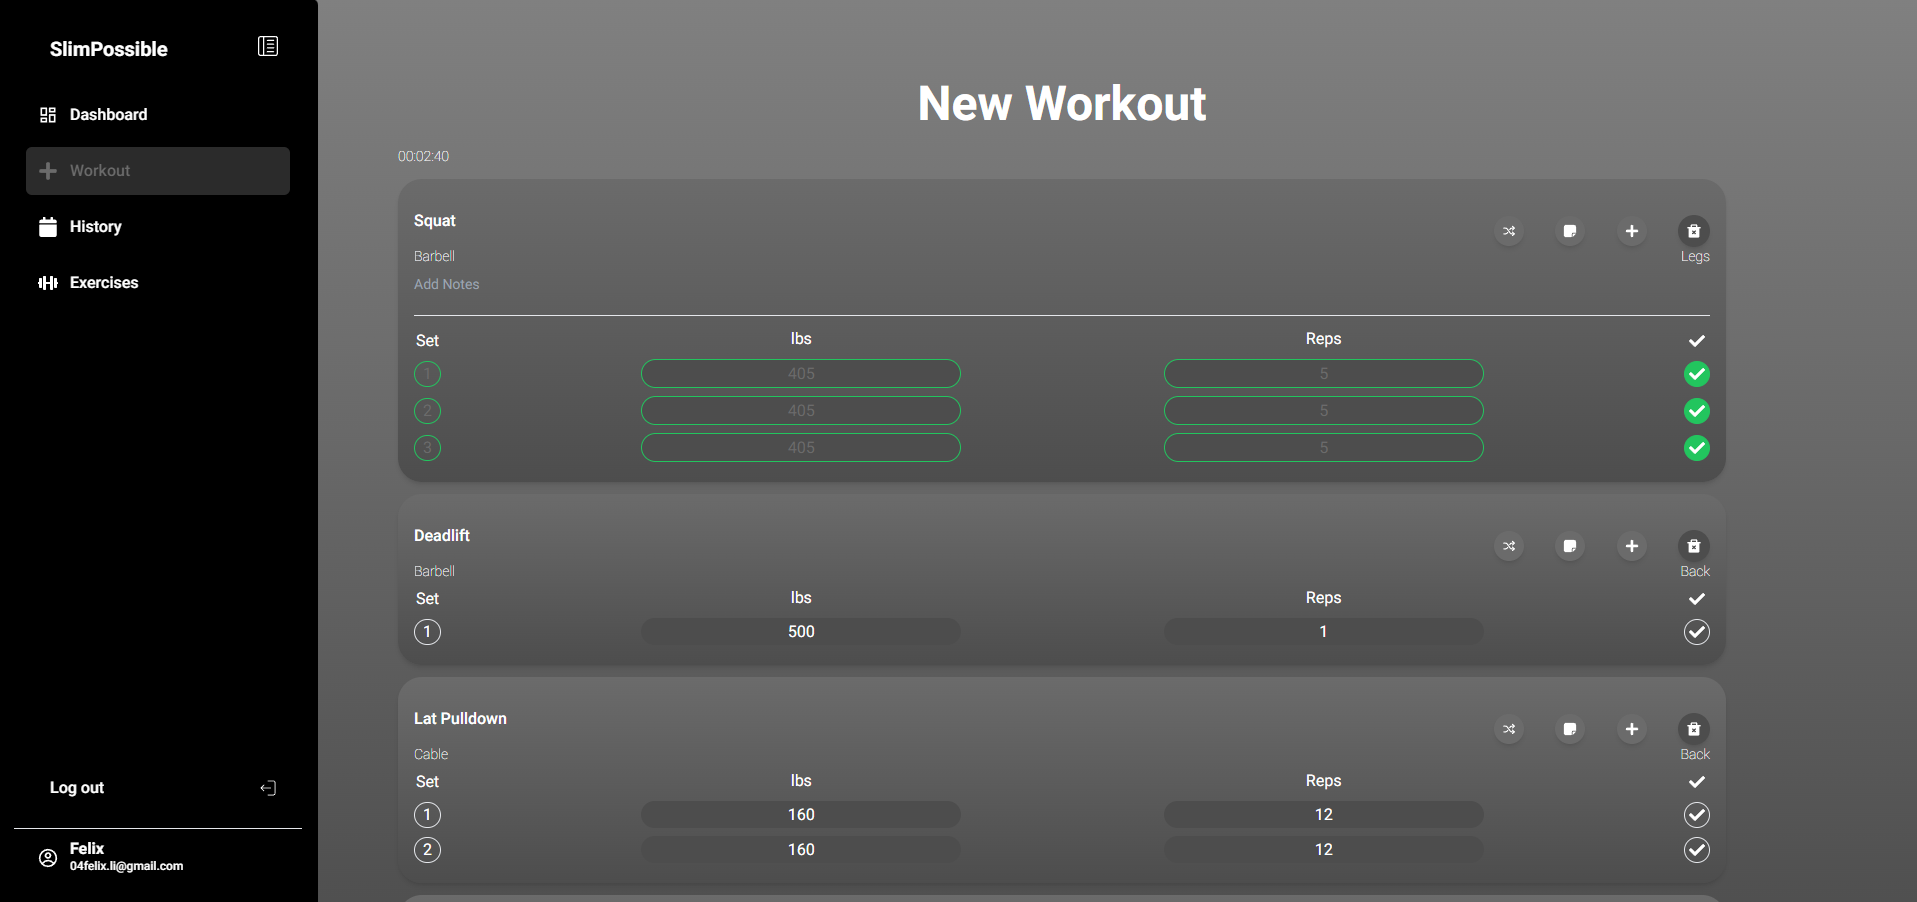 SlimPossible
Dashboard
Workout
History
Exercises
Log out
Felix
04felix.li@gmail.com
New Workout
00:02:40
Squat
Barbell
Legs
Add Notes
Set lbs Reps
1 405 5
2 405 5
3 405 5
Deadlift
Barbell
Back
Set lbs Reps
1 500 1
Lat Pulldown
Cable
Back
Set lbs Reps
1 160 12
2 160 12